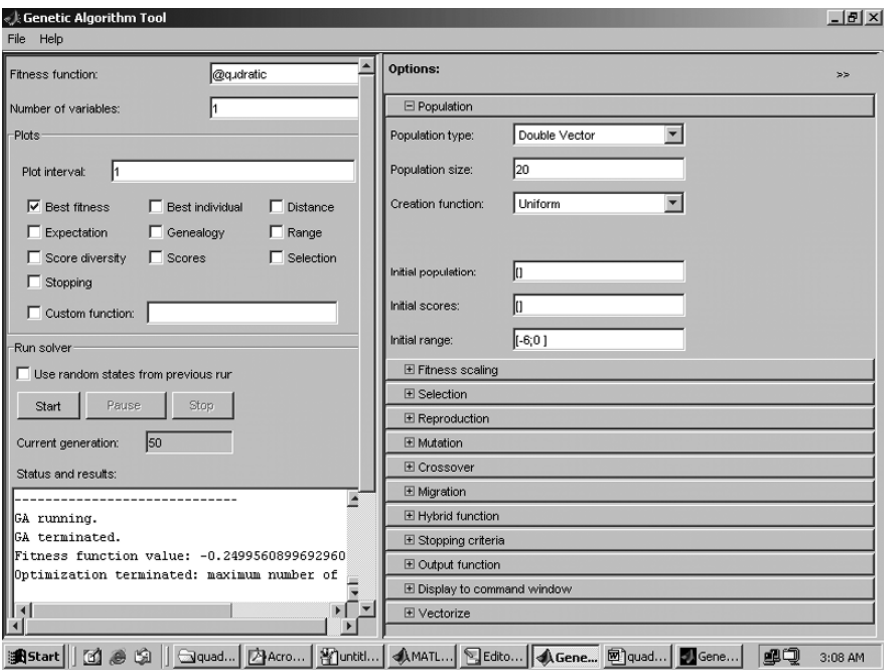 Genetic Algorithm Tool
File Help
Fitness function: @qudratic
Number of variables: 1
Plots
Plot interval: 1
Best fitness Best individual Distance
Expectation Genealogy Range
Score diversity Scores Selection
Stopping
Custom function:
Run solver
Use random states from previous rur
Start Pause Stop
Current generation: 50
Status and results:
------------------------------
GA running.
GA terminated.
Fitness function value: -0.2499560899692960
Optimization terminated: maximum number of
Options: >>
Population
Population type: Double Vector
Population size: 20
Creation function: Uniform
Initial population: []
Initial scores: []
Initial range: [-6;0 ]
Fitness scaling
Selection
Reproduction
Mutation
Crossover
Migration
Hybrid function
Stopping criteria
Output function
Display to command window
Vectorize
Start quad... Acro... untitl... MATL... Edito... Gene... quad... Gene... 3:08 AM